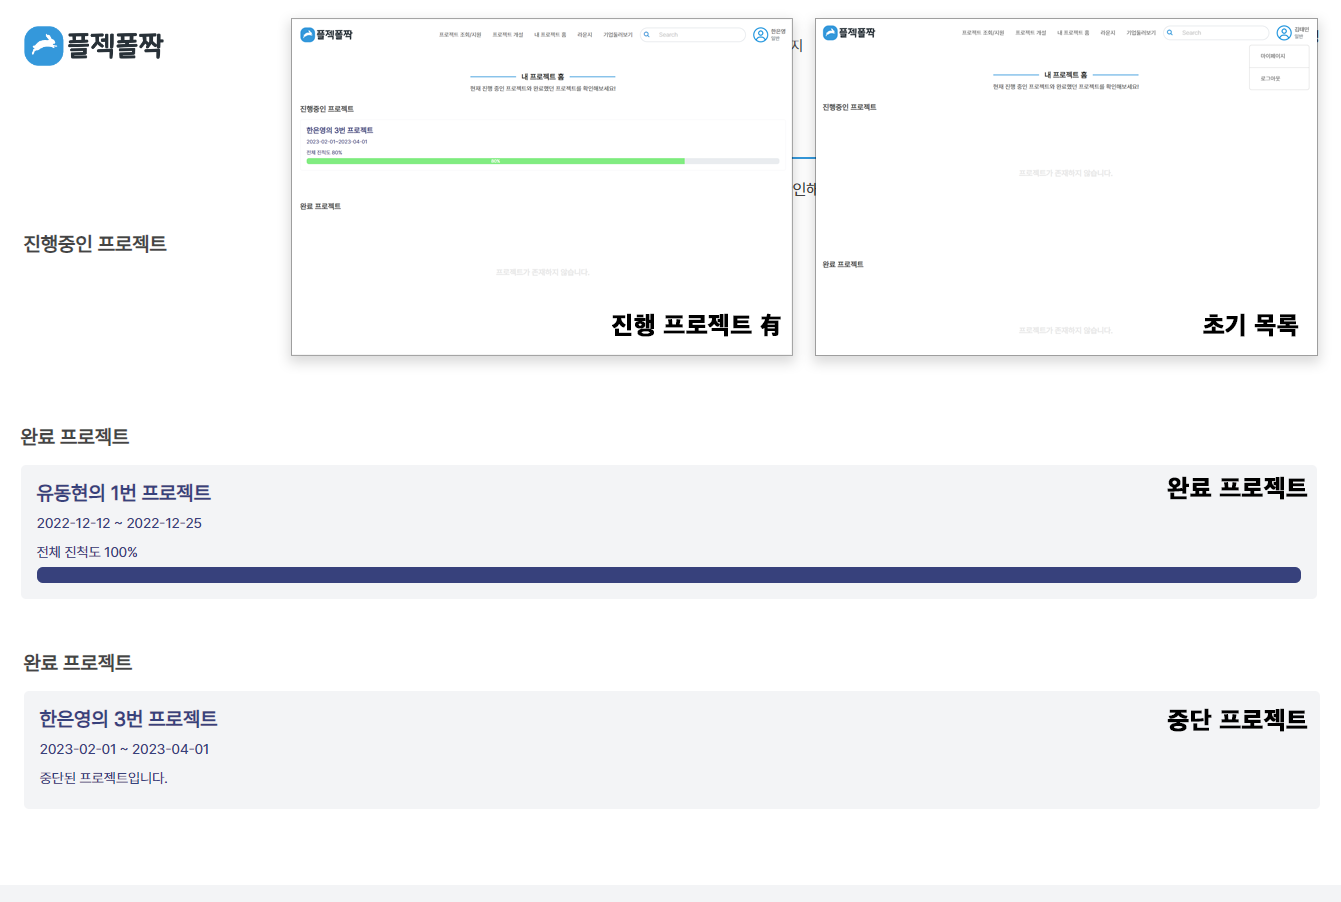 플젝폴짝
플젝폴짝
프로젝트 조회/지원 프로젝트 개설 내 프로젝트 홈 라운지 기업둘러보기 Search 한은영
일반
내 프로젝트 홈
현재 진행 중인 프로젝트와 완료했던 프로젝트를 확인해보세요!
진행중인 프로젝트
한은영의 3번 프로젝트
2023-02-01~2023-04-01
전체 진척도 80%
80%
완료 프로젝트
프로젝트가 존재하지 않습니다.
진행 프로젝트 有
지
인해
플젝폴짝
프로젝트 조회/지원 프로젝트 개설 내 프로젝트 홈 라운지 기업둘러보기 Search
일반
마이페이지
로그아웃
내 프로젝트 홈
현재 진행 중인 프로젝트와 완료했던 프로젝트를 확인해보세요!
진행중인 프로젝트
프로젝트가 존재하지 않습니다.
완료 프로젝트
프로젝트가 존재하지 않습니다.
초기 목록
진행중인 프로젝트
완료 프로젝트
유동현의 1번 프로젝트
완료 프로젝트
2022-12-12 ~ 2022-12-25
전체 진척도 100%
완료 프로젝트
한은영의 3번 프로젝트
중단 프로젝트
2023-02-01 ~ 2023-04-01
중단된 프로젝트입니다.